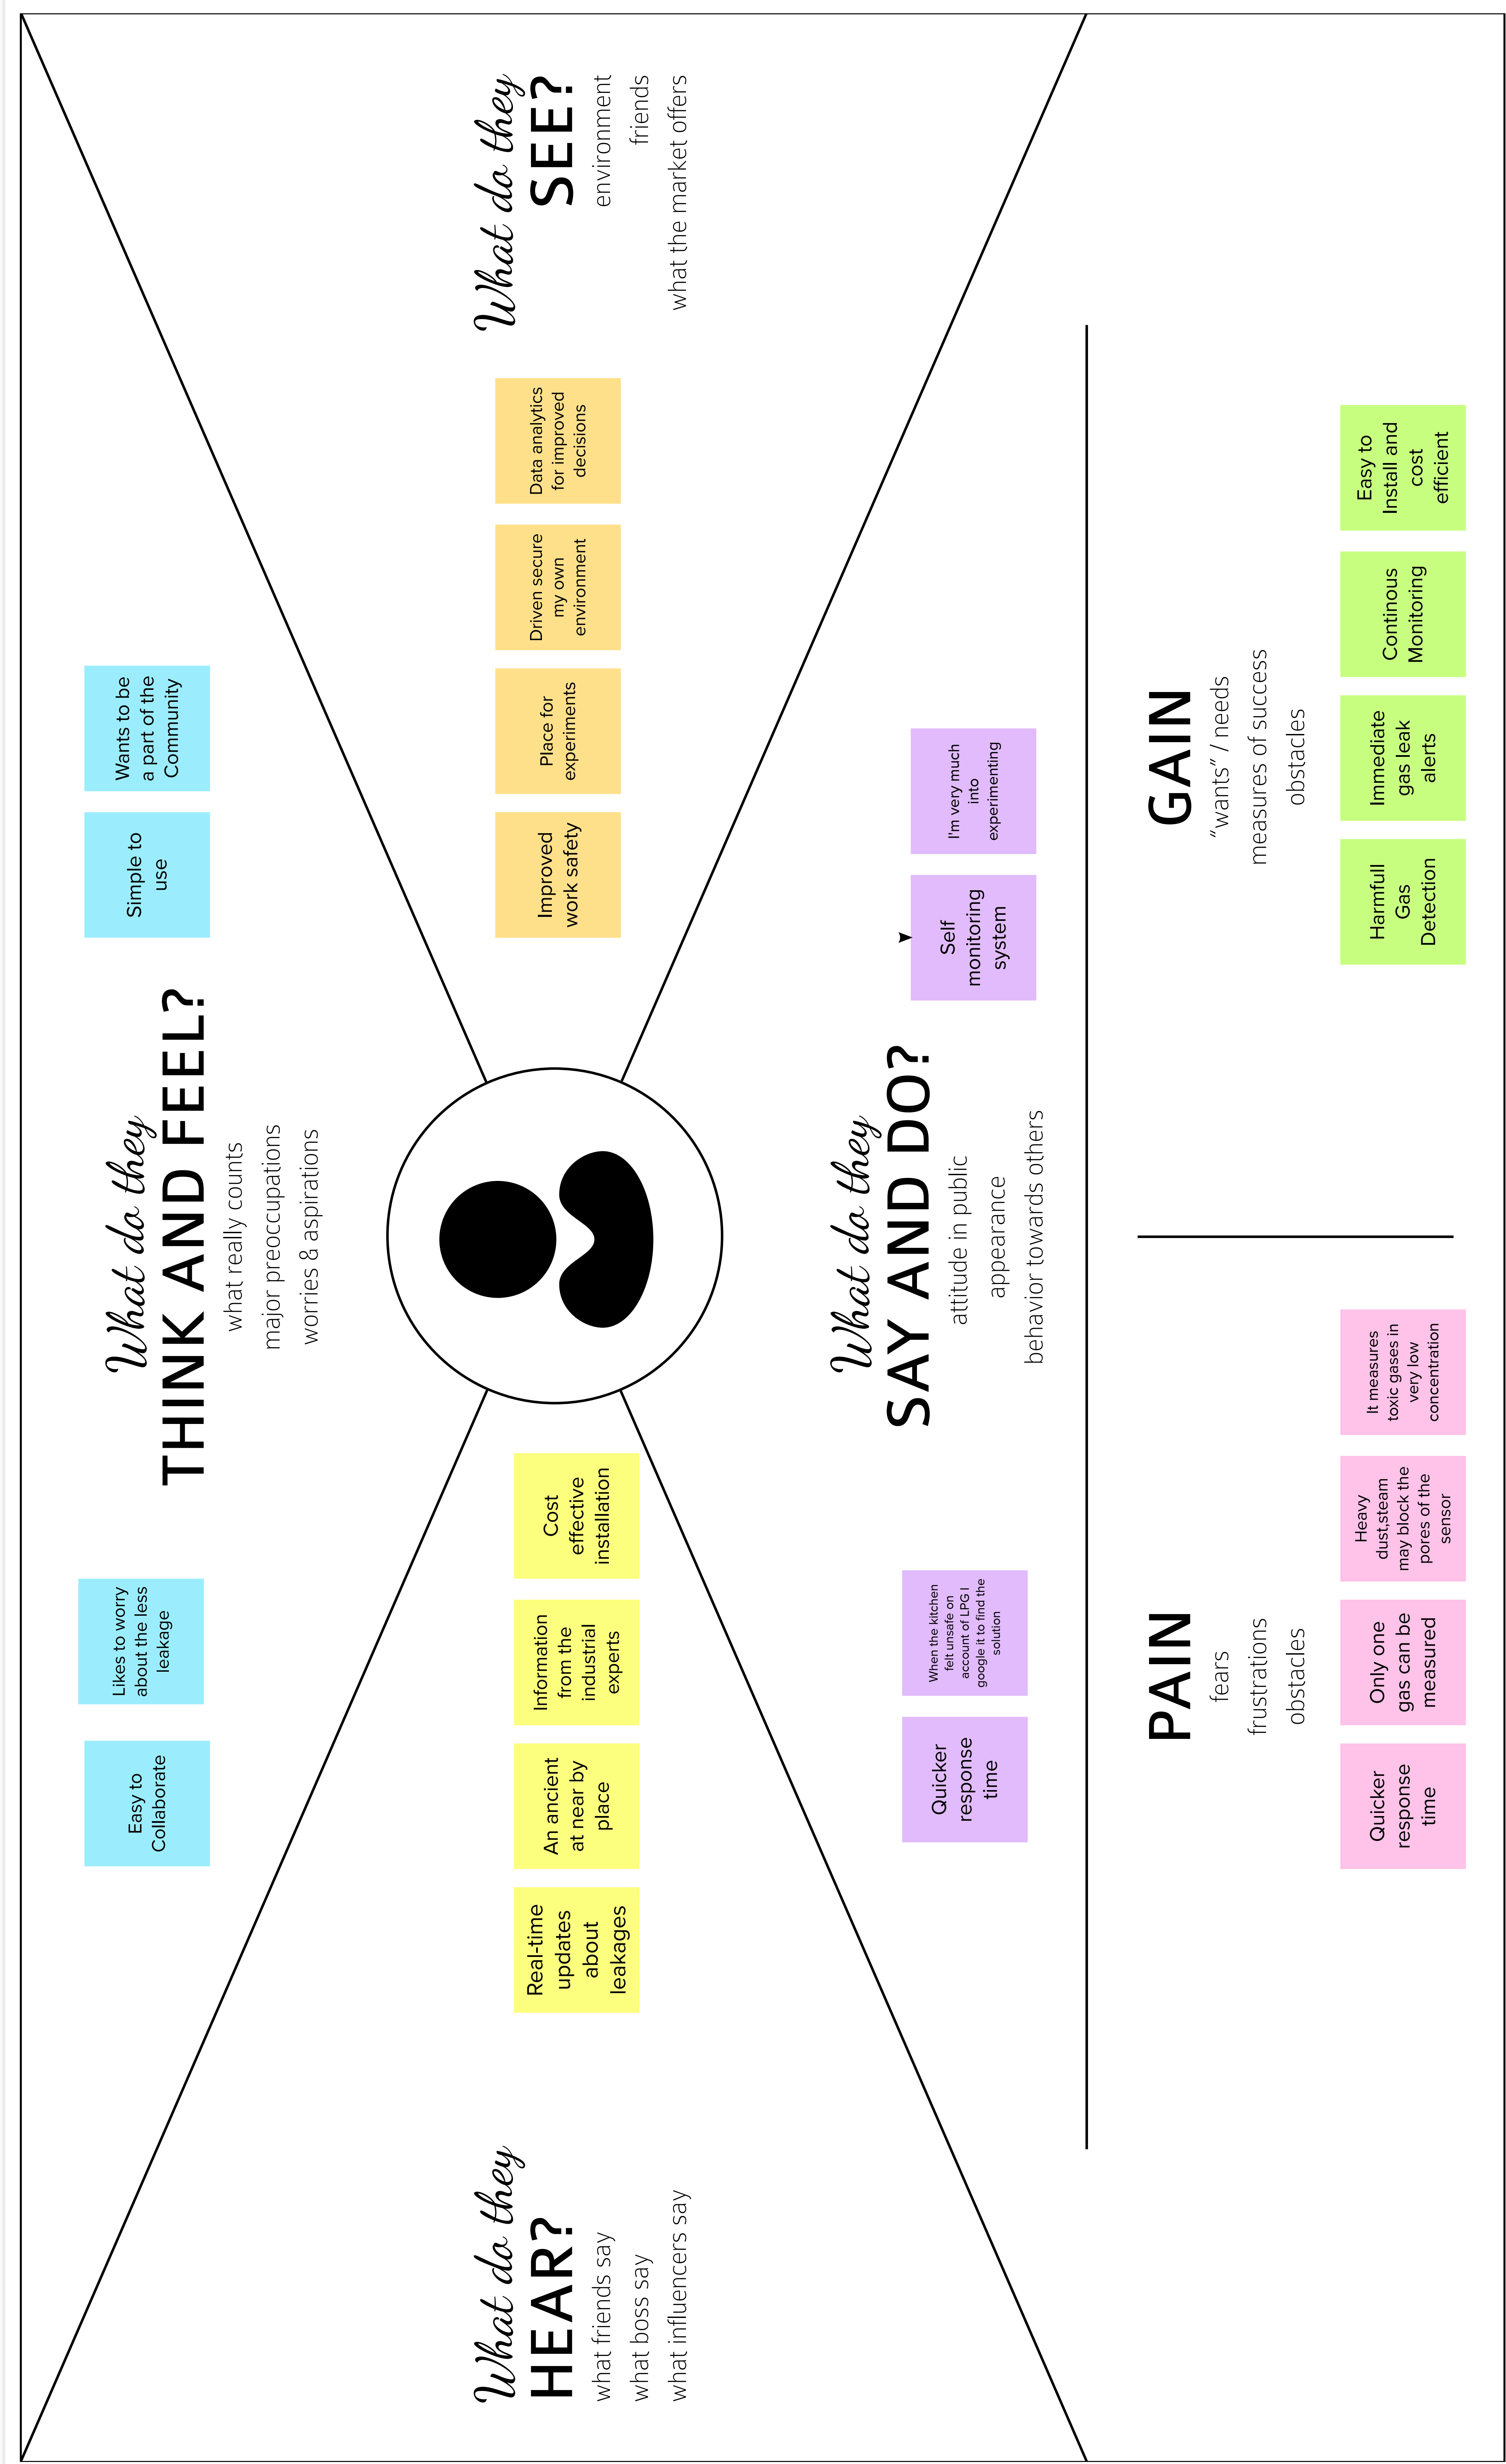 What do they
THINK AND FEEL?
what really counts
major preoccupations
worries & aspirations
Easy to
Collaborate
Likes to worry
about the less
leakage
Simple to
use
Wants to be
a part of the
Community
What do they
HEAR?
what friends say
what boss say
what influencers say
Real-time
updates
about
leakages
An ancient
at near by
place
Information
from the
industrial
experts
Cost
effective
installation
Improved
work safety
Place for
experiments
Driven secure
my own
environment
Data analytics
for improved
decisions
What do they
SEE?
environment
friends
what the market offers
What do they
SAY AND DO?
attitude in public
appearance
behavior towards others
Quicker
response
time
When the kitchen
felt unsafe on
account of LPG I
google it to find the
solution
Self
monitoring
system
I'm very much
into
experimenting
PAIN
fears
frustrations
obstacles
Quicker
response
time
Only one
gas can be
measured
Heavy
dust,steam
may block the
pores of the
sensor
It measures
toxic gases in
very low
concentration
GAIN
“wants” / needs
measures of success
obstacles
Harmfull
Gas
Detection
Immediate
gas leak
alerts
Continous
Monitoring
Easy to
Install and
cost
efficient